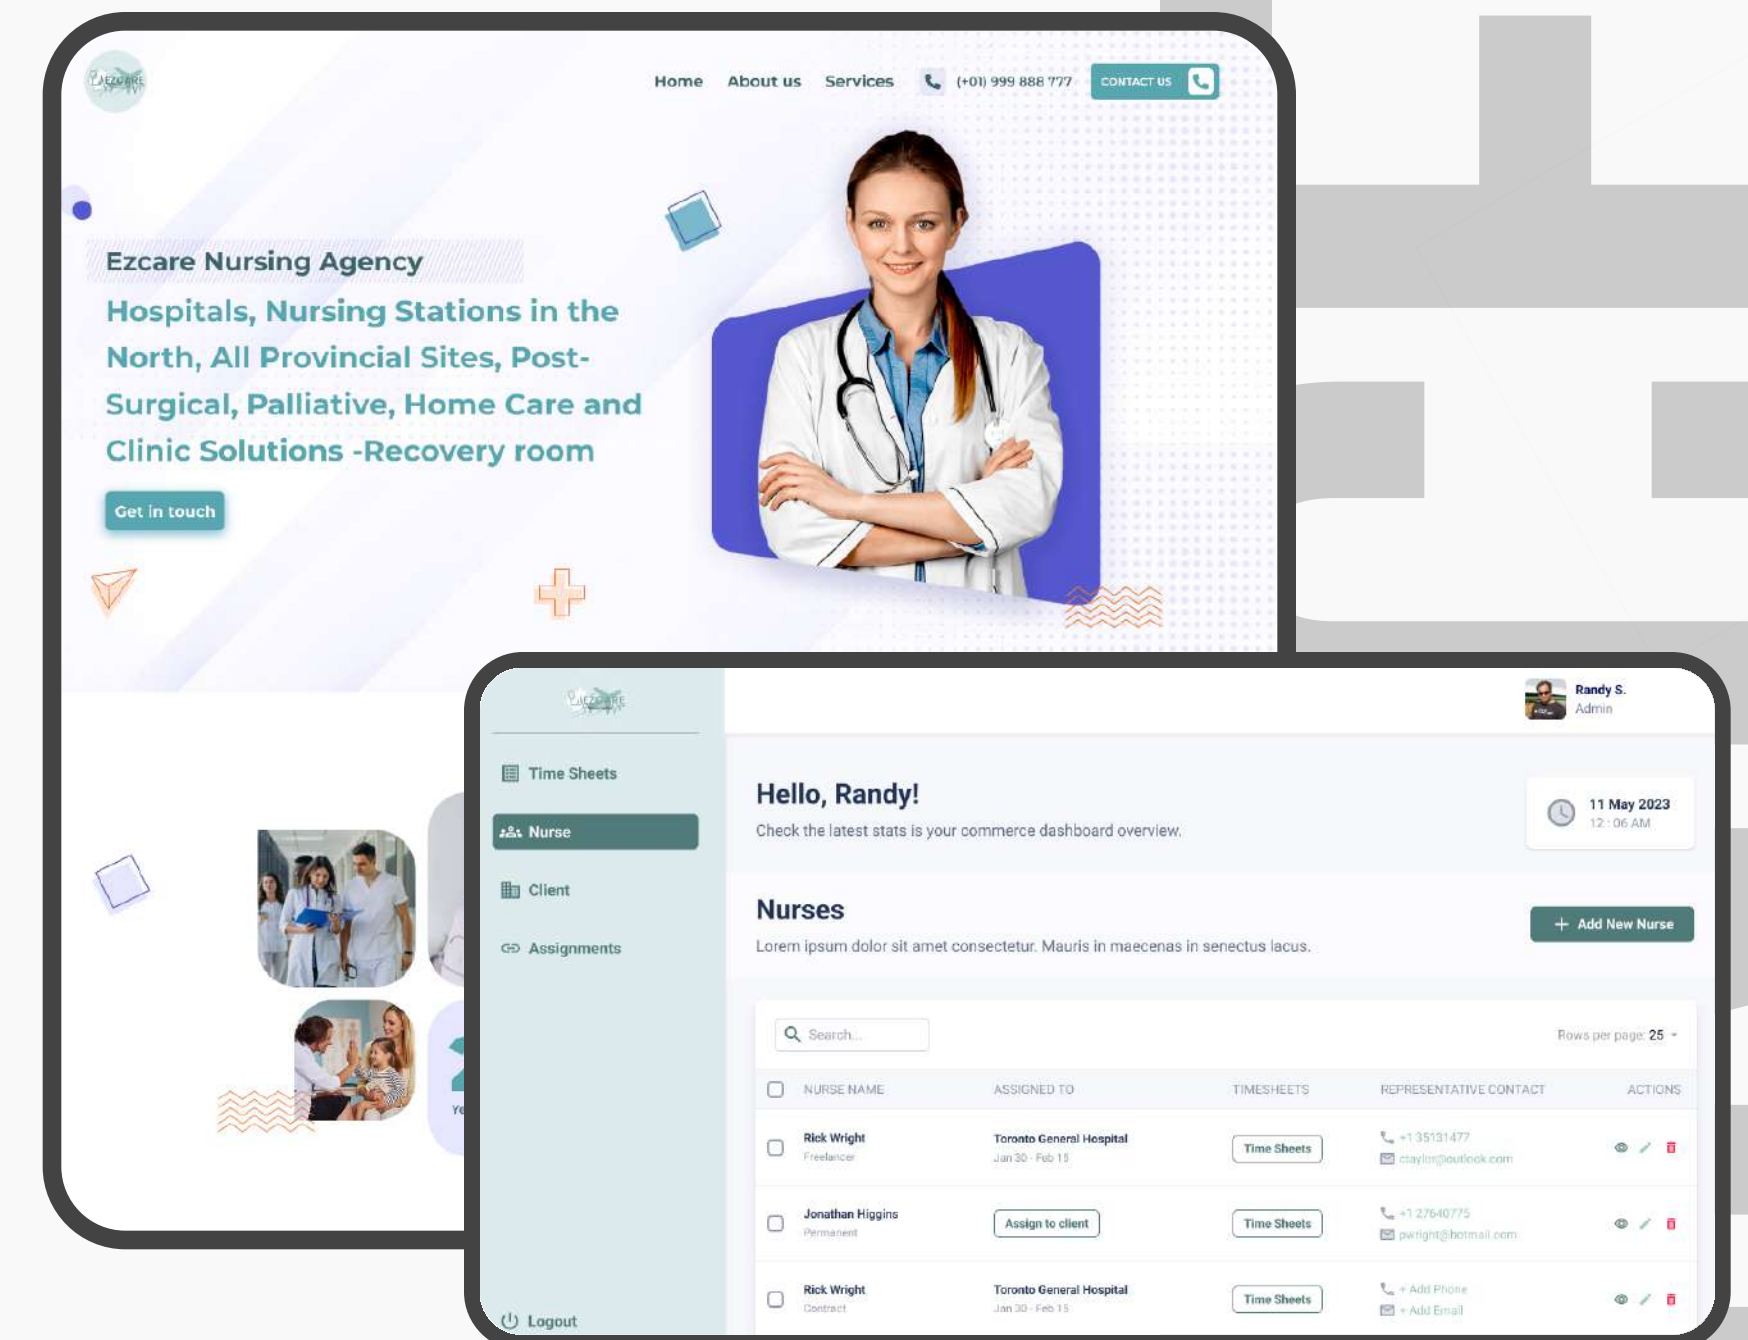 EZCARE
Home About us Services (+01) 999 888 777 CONTACT US
Ezcare Nursing Agency
Hospitals, Nursing Stations in the
North, All Provincial Sites, Post-
Surgical, Palliative, Home Care and
Clinic Solutions -Recovery room
Get in touch
EZCARE
Randy S.
Admin
Time Sheets
Nurse
Client
Assignments
Logout
Hello, Randy!
Check the latest stats is your commerce dashboard overview.
11 May 2023
12 : 06 AM
Nurses
Lorem ipsum dolor sit amet consectetur. Mauris in maecenas in senectus lacus.
+ Add New Nurse
Search...
Rows per page: 25
NURSE NAME ASSIGNED TO TIMESHEETS REPRESENTATIVE CONTACT ACTIONS
Rick Wright Toronto General Hospital Time Sheets +1 35131477
Freelancer Jan 30 - Feb 15 ctaylor@outlook.com
Jonathan Higgins Assign to client Time Sheets +1 27640775
Permanent pwright@hotmail.com
Rick Wright Toronto General Hospital Time Sheets + Add Phone
Contract Jan 30 - Feb 15 + Add Email